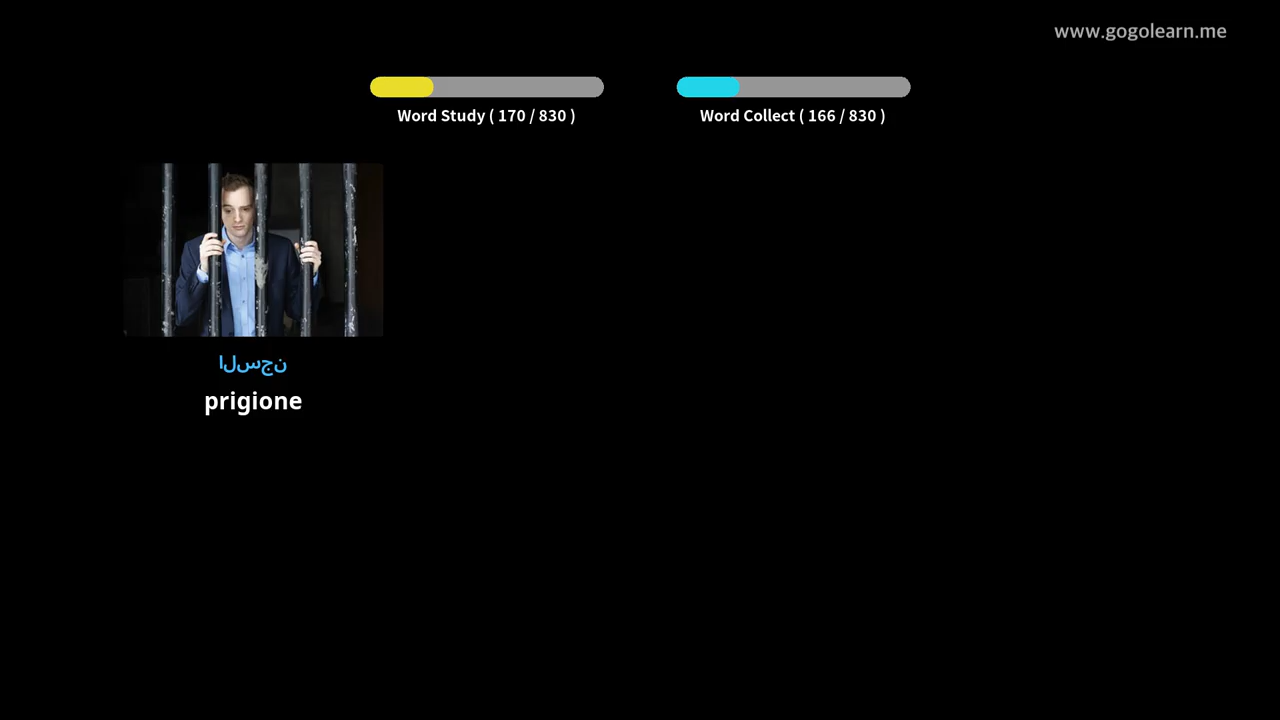 www.gogolearn.me
Word Study ( 170 / 830 )
Word Collect ( 166 / 830 )
السجن
prigione